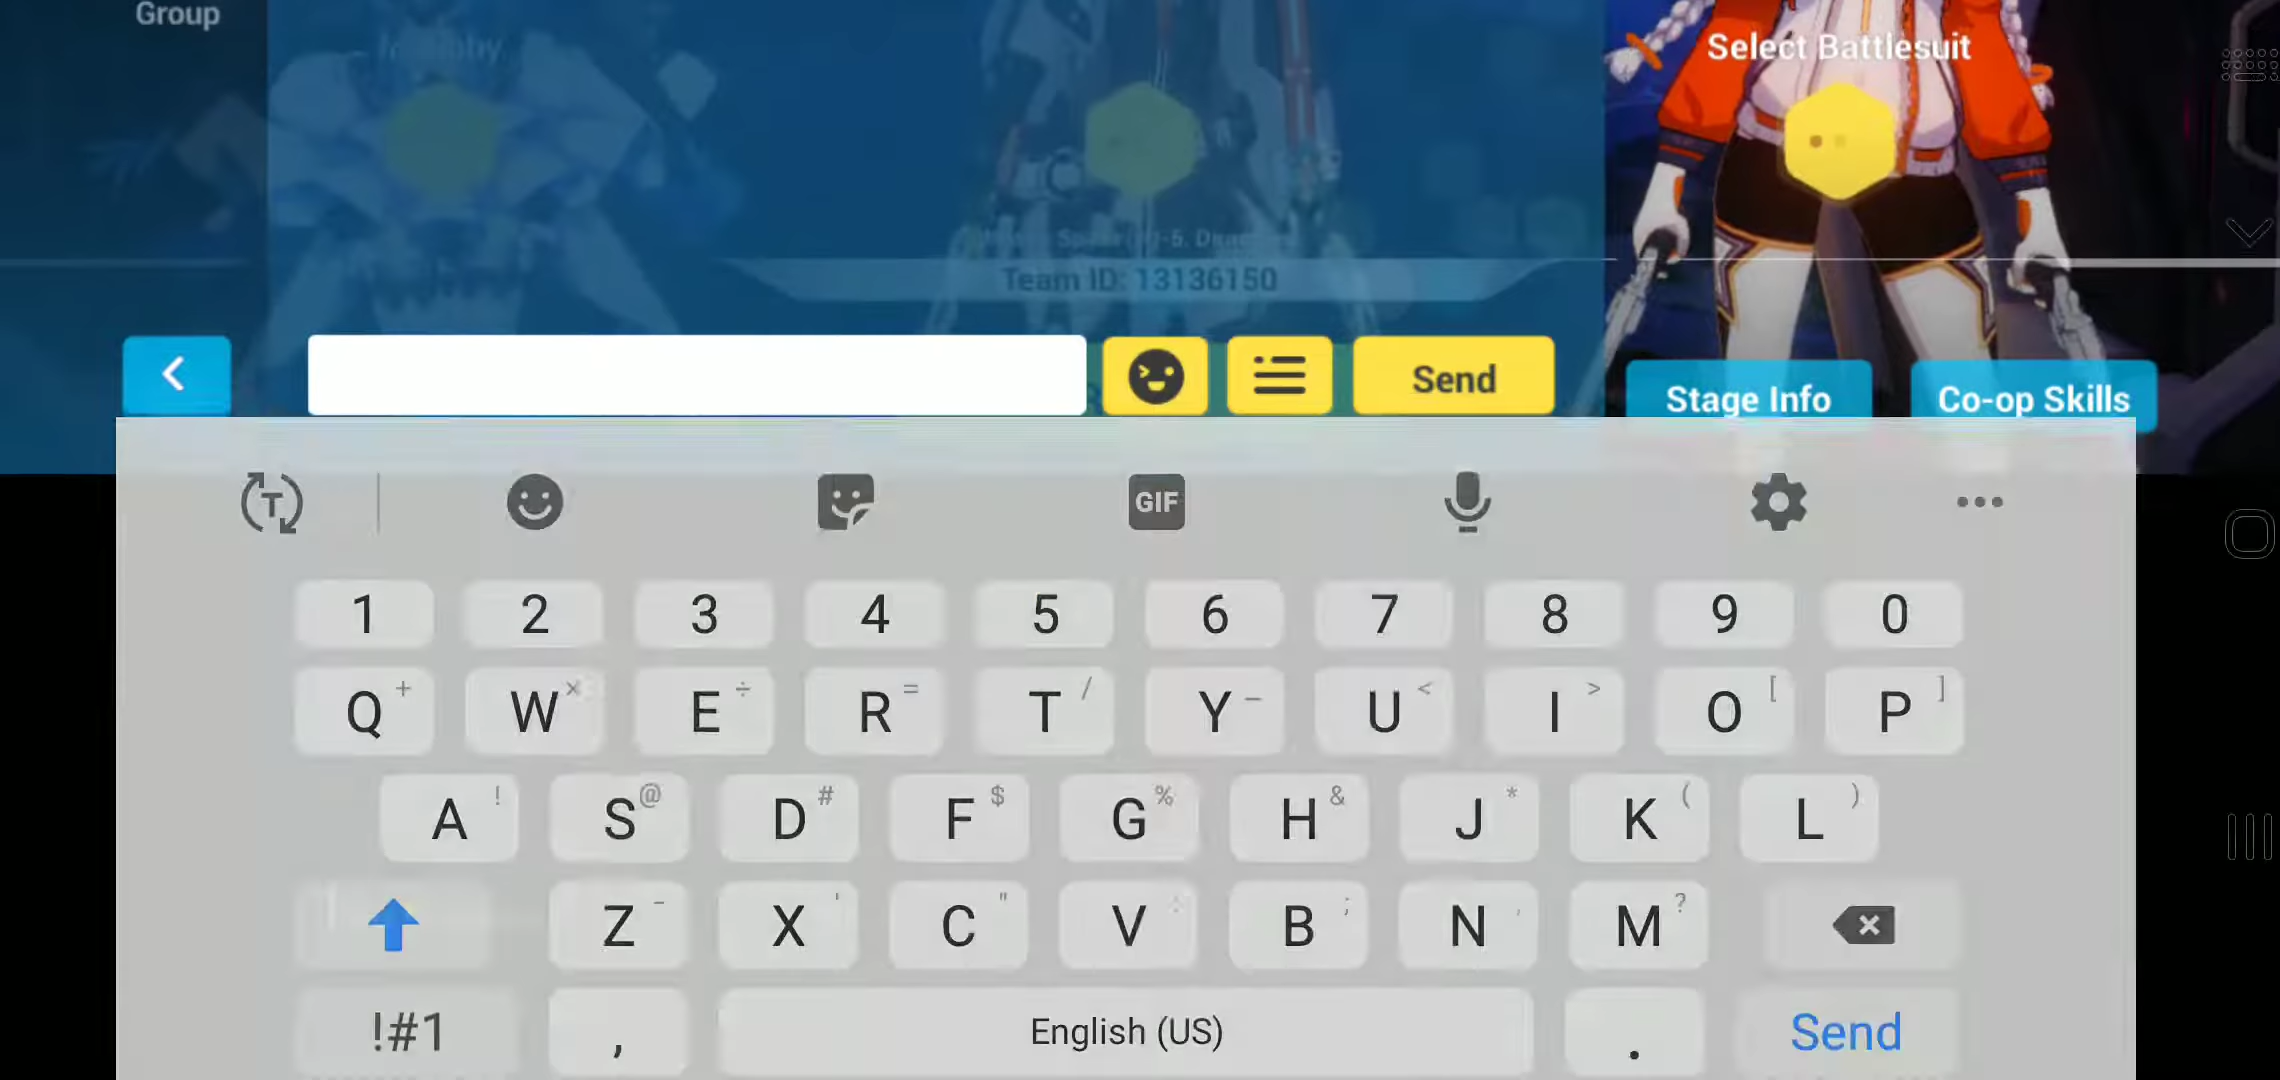 Group
Select Battlesuit
Team ID: 13136150
Send
Stage Info
Co-op Skills
T
GIF
1 2 3 4 5 6 7 8 9 0
Q + W × E ÷ R = T / Y _ U < I > O [ P ]
A ! S @ D # F $ G % H & J * K ( L )
Z - X ' C " V : B ; N , M ?
!#1 , English (US) . Send